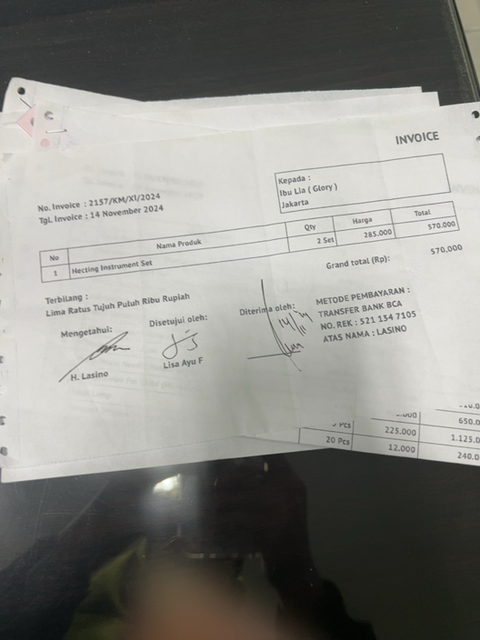 INVOICE
No. Invoice : 2137/KM/XI/2024
Tgl. Invoice : 14 November 2024
Kepada :
Ibu Lia ( Glory )
Jakarta
No Nama Produk Qty Harga Total
1 Hecting Instrument Set 2 Set 285.000 570.000
Grand total (Rp): 570.000
Terbilang :
Lima Ratus Tujuh Puluh Ribu Rupiah
Mengetahui: Disetujui oleh: Diterima oleh:
H. Lasino Lisa Ayu F
METODE PEMBAYARAN :
TRANSFER BANK BCA
NO. REK : 521 134 7105
ATAS NAMA : LASINO
650.0
Pcs 225.000 1.125.0
20 Pcs 12.000 240.0